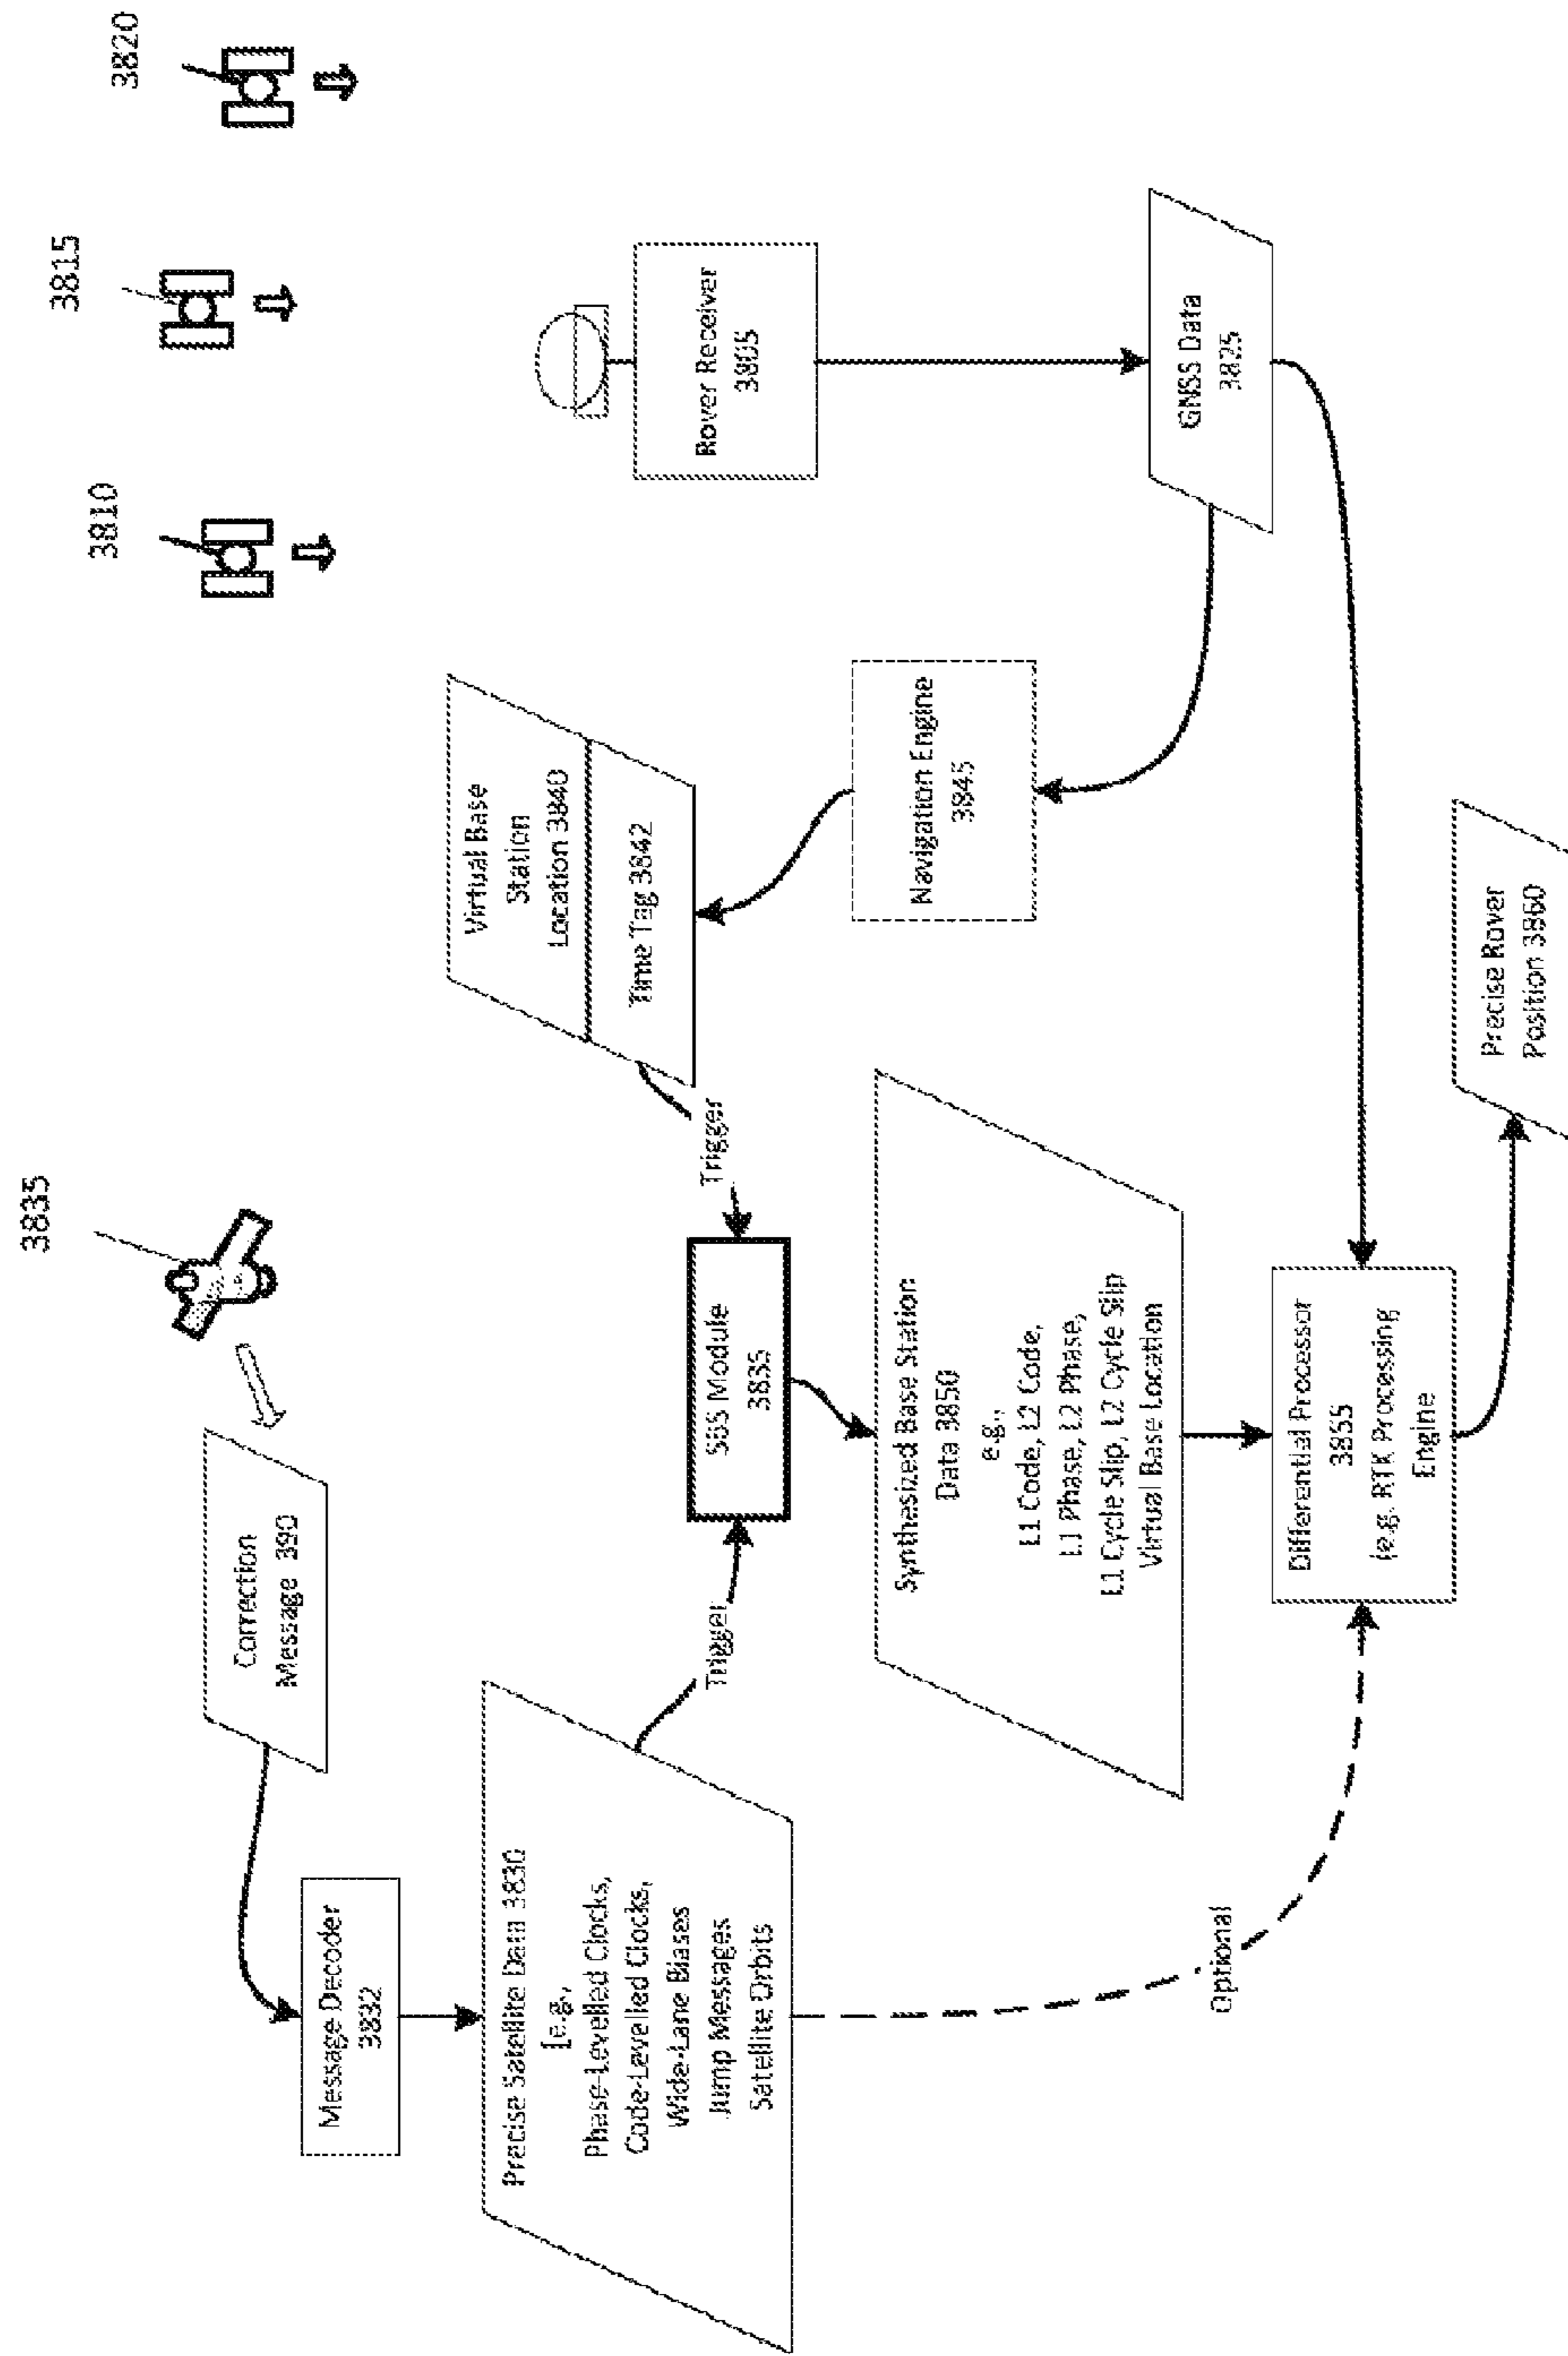 3835
3810
3815
3820
Correction
Message 390
Message Decoder
3832
Precise Satellite Data 3830
[e.g.,
Phase-Levelled Clocks,
Code-Levelled Clocks,
Wide-Lane Biases
Jump Messages
Satellite Orbits
Trigger
SBS Module
3835
Trigger
Virtual Base
Station
Location 3840
Time Tag 3842
Rover Receiver
3805
Navigation Engine
3845
GNSS Data
3825
Synthesized Base Station
Data 3850
e.g.,
L1 Code, L2 Code,
L1 Phase, L2 Phase,
L1 Cycle Slip, L2 Cycle Slip
Virtual Base Location
Optional
Differential Processor
3855
(e.g. RTK Processing
Engine
Precise Rover
Position 3860